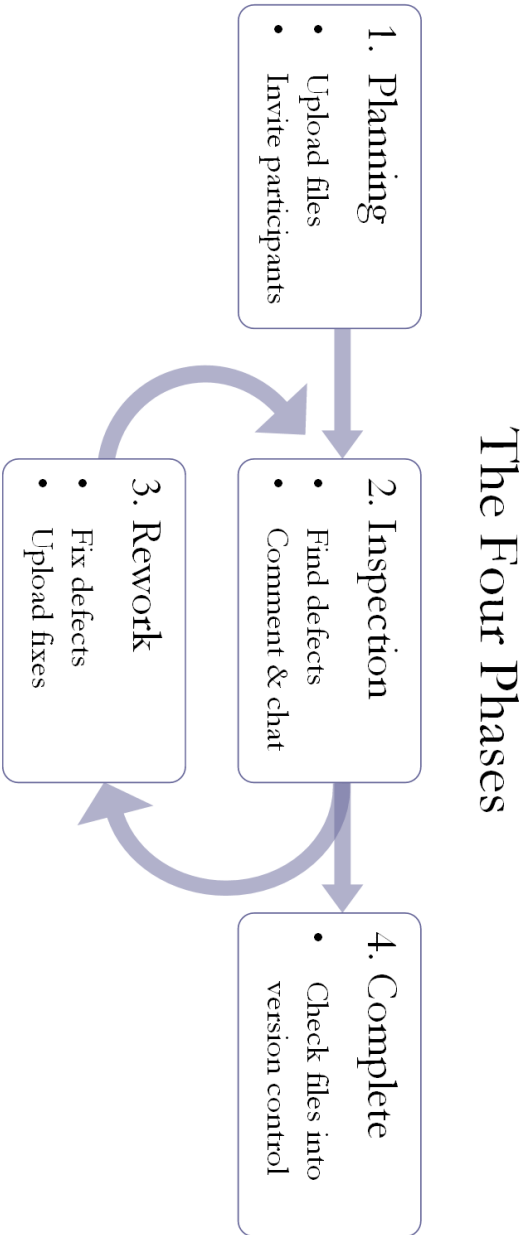 The Four Phases
1. Planning
• Upload files
• Invite participants
2. Inspection
• Find defects
• Comment & chat
3. Rework
• Fix defects
• Upload fixes
4. Complete
• Check files into
version control